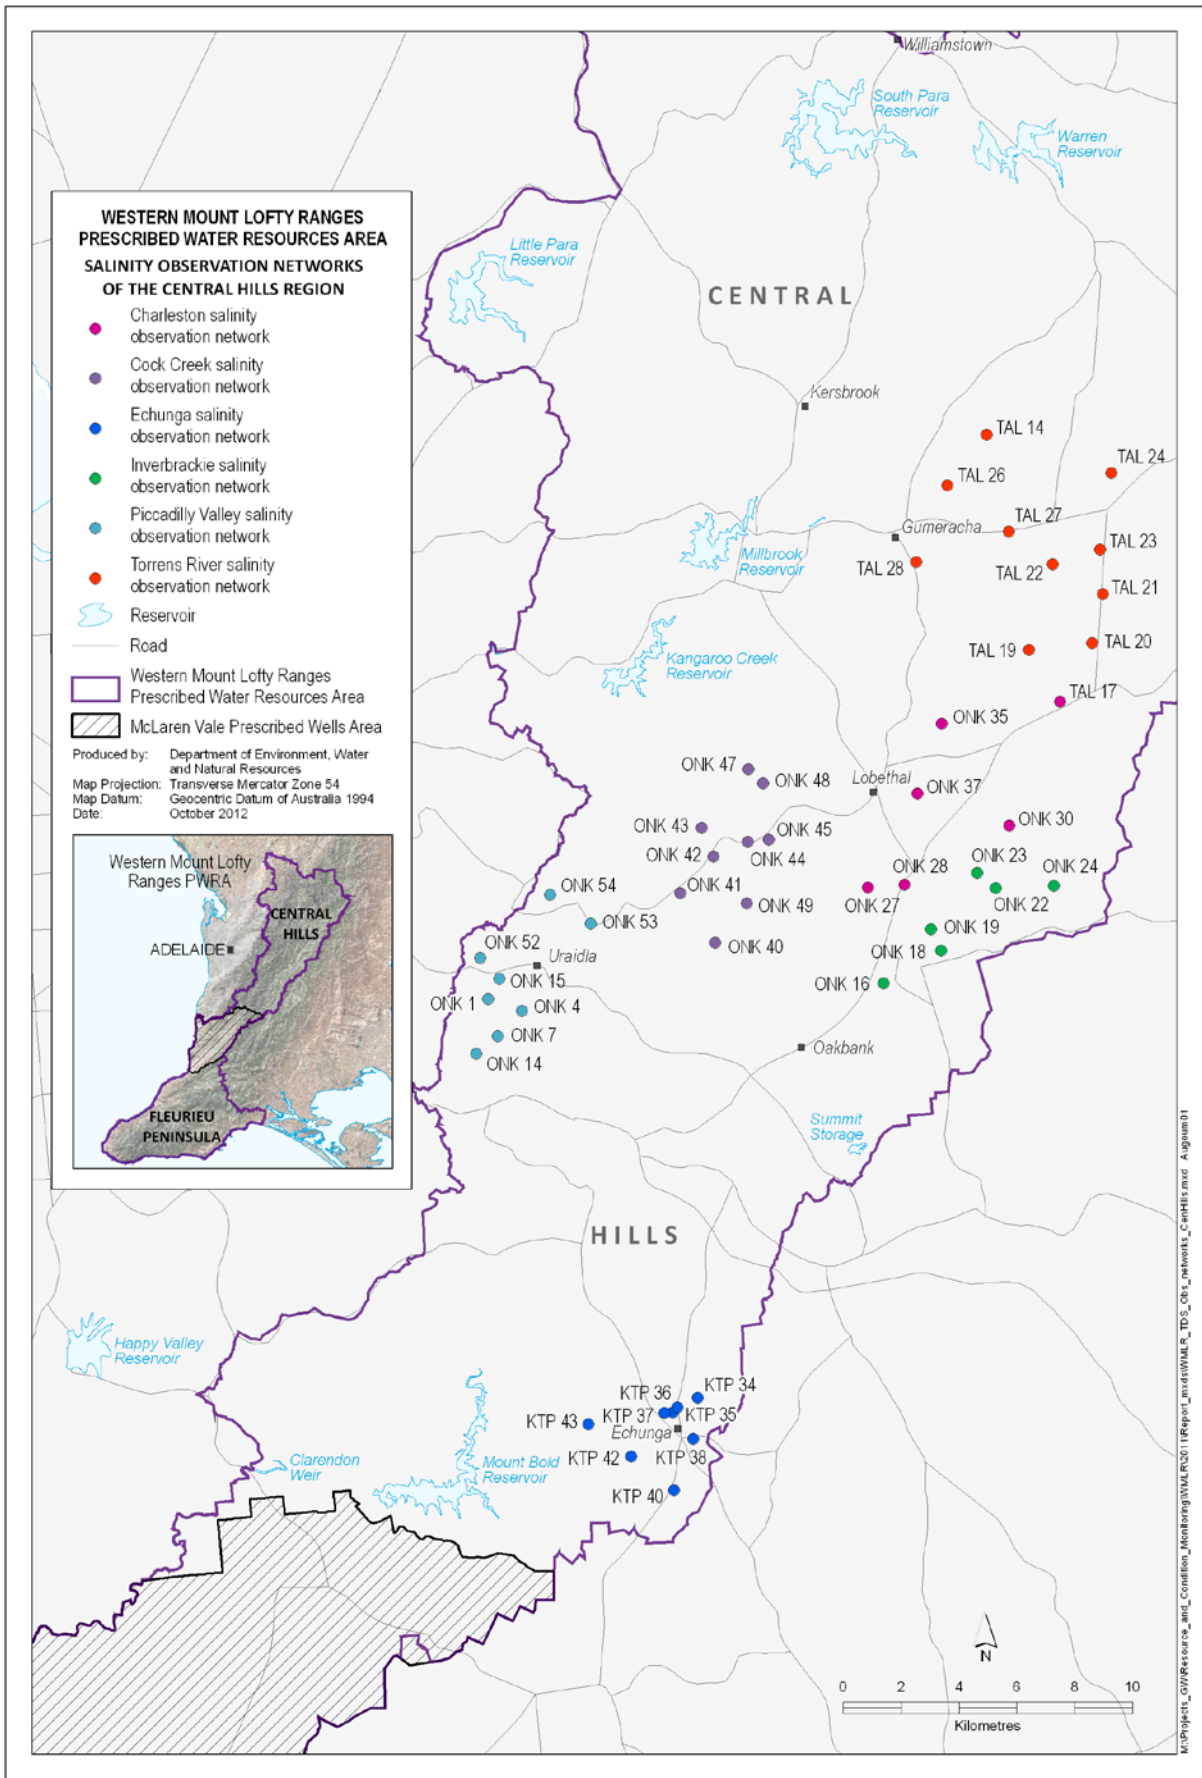 WESTERN MOUNT LOFTY RANGES
PRESCRIBED WATER RESOURCES AREA
SALINITY OBSERVATION NETWORKS
OF THE CENTRAL HILLS REGION
Charleston salinity
observation network
Cock Creek salinity
observation network
Echunga salinity
observation network
Inverbrackie salinity
observation network
Piccadilly Valley salinity
observation network
Torrens River salinity
observation network
Reservoir
Road
Western Mount Lofty Ranges
Prescribed Water Resources Area
McLaren Vale Prescribed Wells Area
Produced by: Department of Environment, Water
and Natural Resources
Map Projection: Transverse Mercator Zone 54
Map Datum: Geocentric Datum of Australia 1994
Date: October 2012
Western Mount Lofty
Ranges PWRA
CENTRAL
HILLS
ADELAIDE
FLEURIEU
PENINSULA
Williamstown
South Para
Reservoir
Warren
Reservoir
Little Para
Reservoir
CENTRAL
Kersbrook
TAL 14
TAL 24
TAL 26
TAL 27
Gumeracha
TAL 23
Millbrook
Reservoir
TAL 28
TAL 22
TAL 21
TAL 19
TAL 20
Kangaroo Creek
Reservoir
TAL 17
ONK 35
ONK 47
ONK 48
Lobethal
ONK 37
ONK 43
ONK 45
ONK 30
ONK 42
ONK 44
ONK 23
ONK 24
ONK 54
ONK 41
ONK 28
ONK 27
ONK 22
ONK 49
ONK 53
ONK 19
ONK 40
ONK 18
ONK 52
Uraidla
ONK 15
ONK 16
ONK 1
ONK 4
ONK 7
Oakbank
ONK 14
Summit
Storage
HILLS
Happy Valley
Reservoir
KTP 34
KTP 36
KTP 43
KTP 37
KTP 35
Echunga
KTP 42
KTP 38
Clarendon
Weir
Mount Bold
Reservoir
KTP 40
N
0 2 4 6 8 10
Kilometres
M:\Projects_GW\Resource_and_Condition_Monitoring\WMLR\2011\Report_mxds\WMLR_TDS_Obs_networks_CenHills.mxd Augoumi01